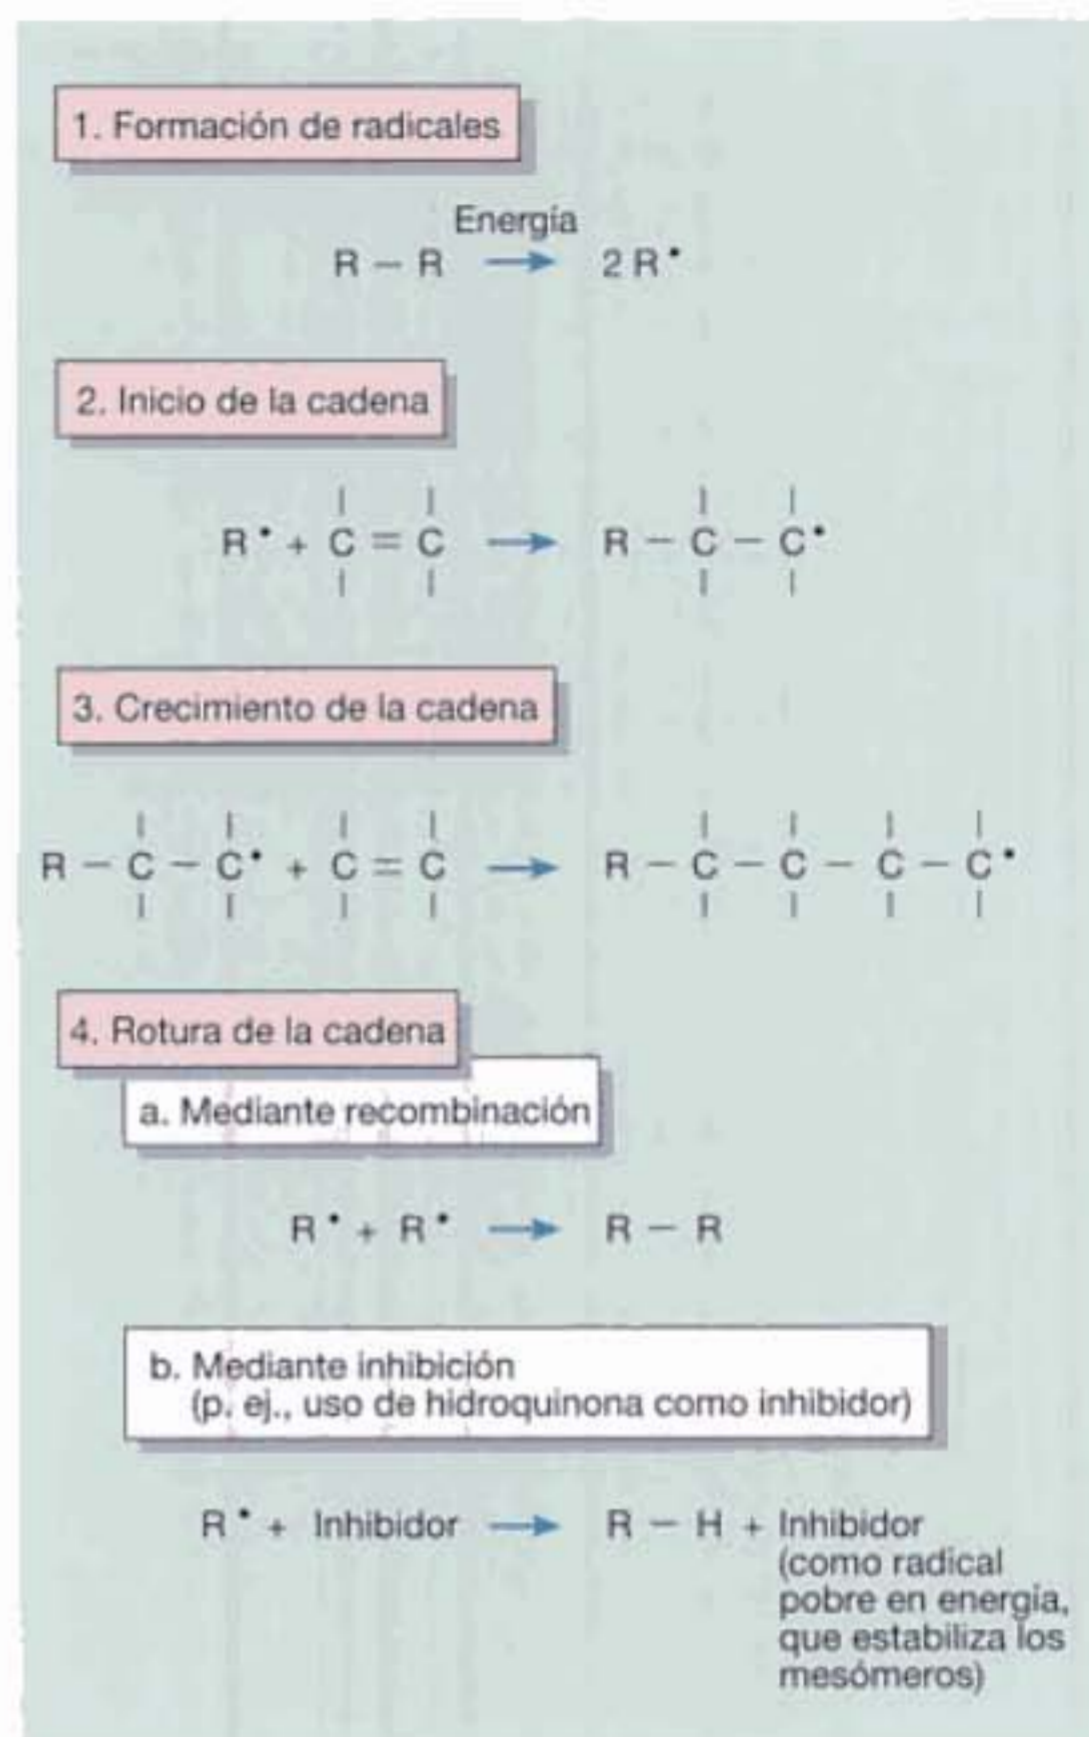 1. Formación de radicales
Energía
R – R → 2 R•
2. Inicio de la cadena
| | | |
R• + C = C → R – C – C•
| | | |
3. Crecimiento de la cadena
| | | | | | | |
R – C – C• + C = C → R – C – C – C – C•
| | | | | | | |
4. Rotura de la cadena
a. Mediante recombinación
R• + R• → R – R
b. Mediante inhibición
(p. ej., uso de hidroquinona como inhibidor)
R• + Inhibidor → R – H + Inhibidor
(como radical
pobre en energía,
que estabiliza los
mesómeros)